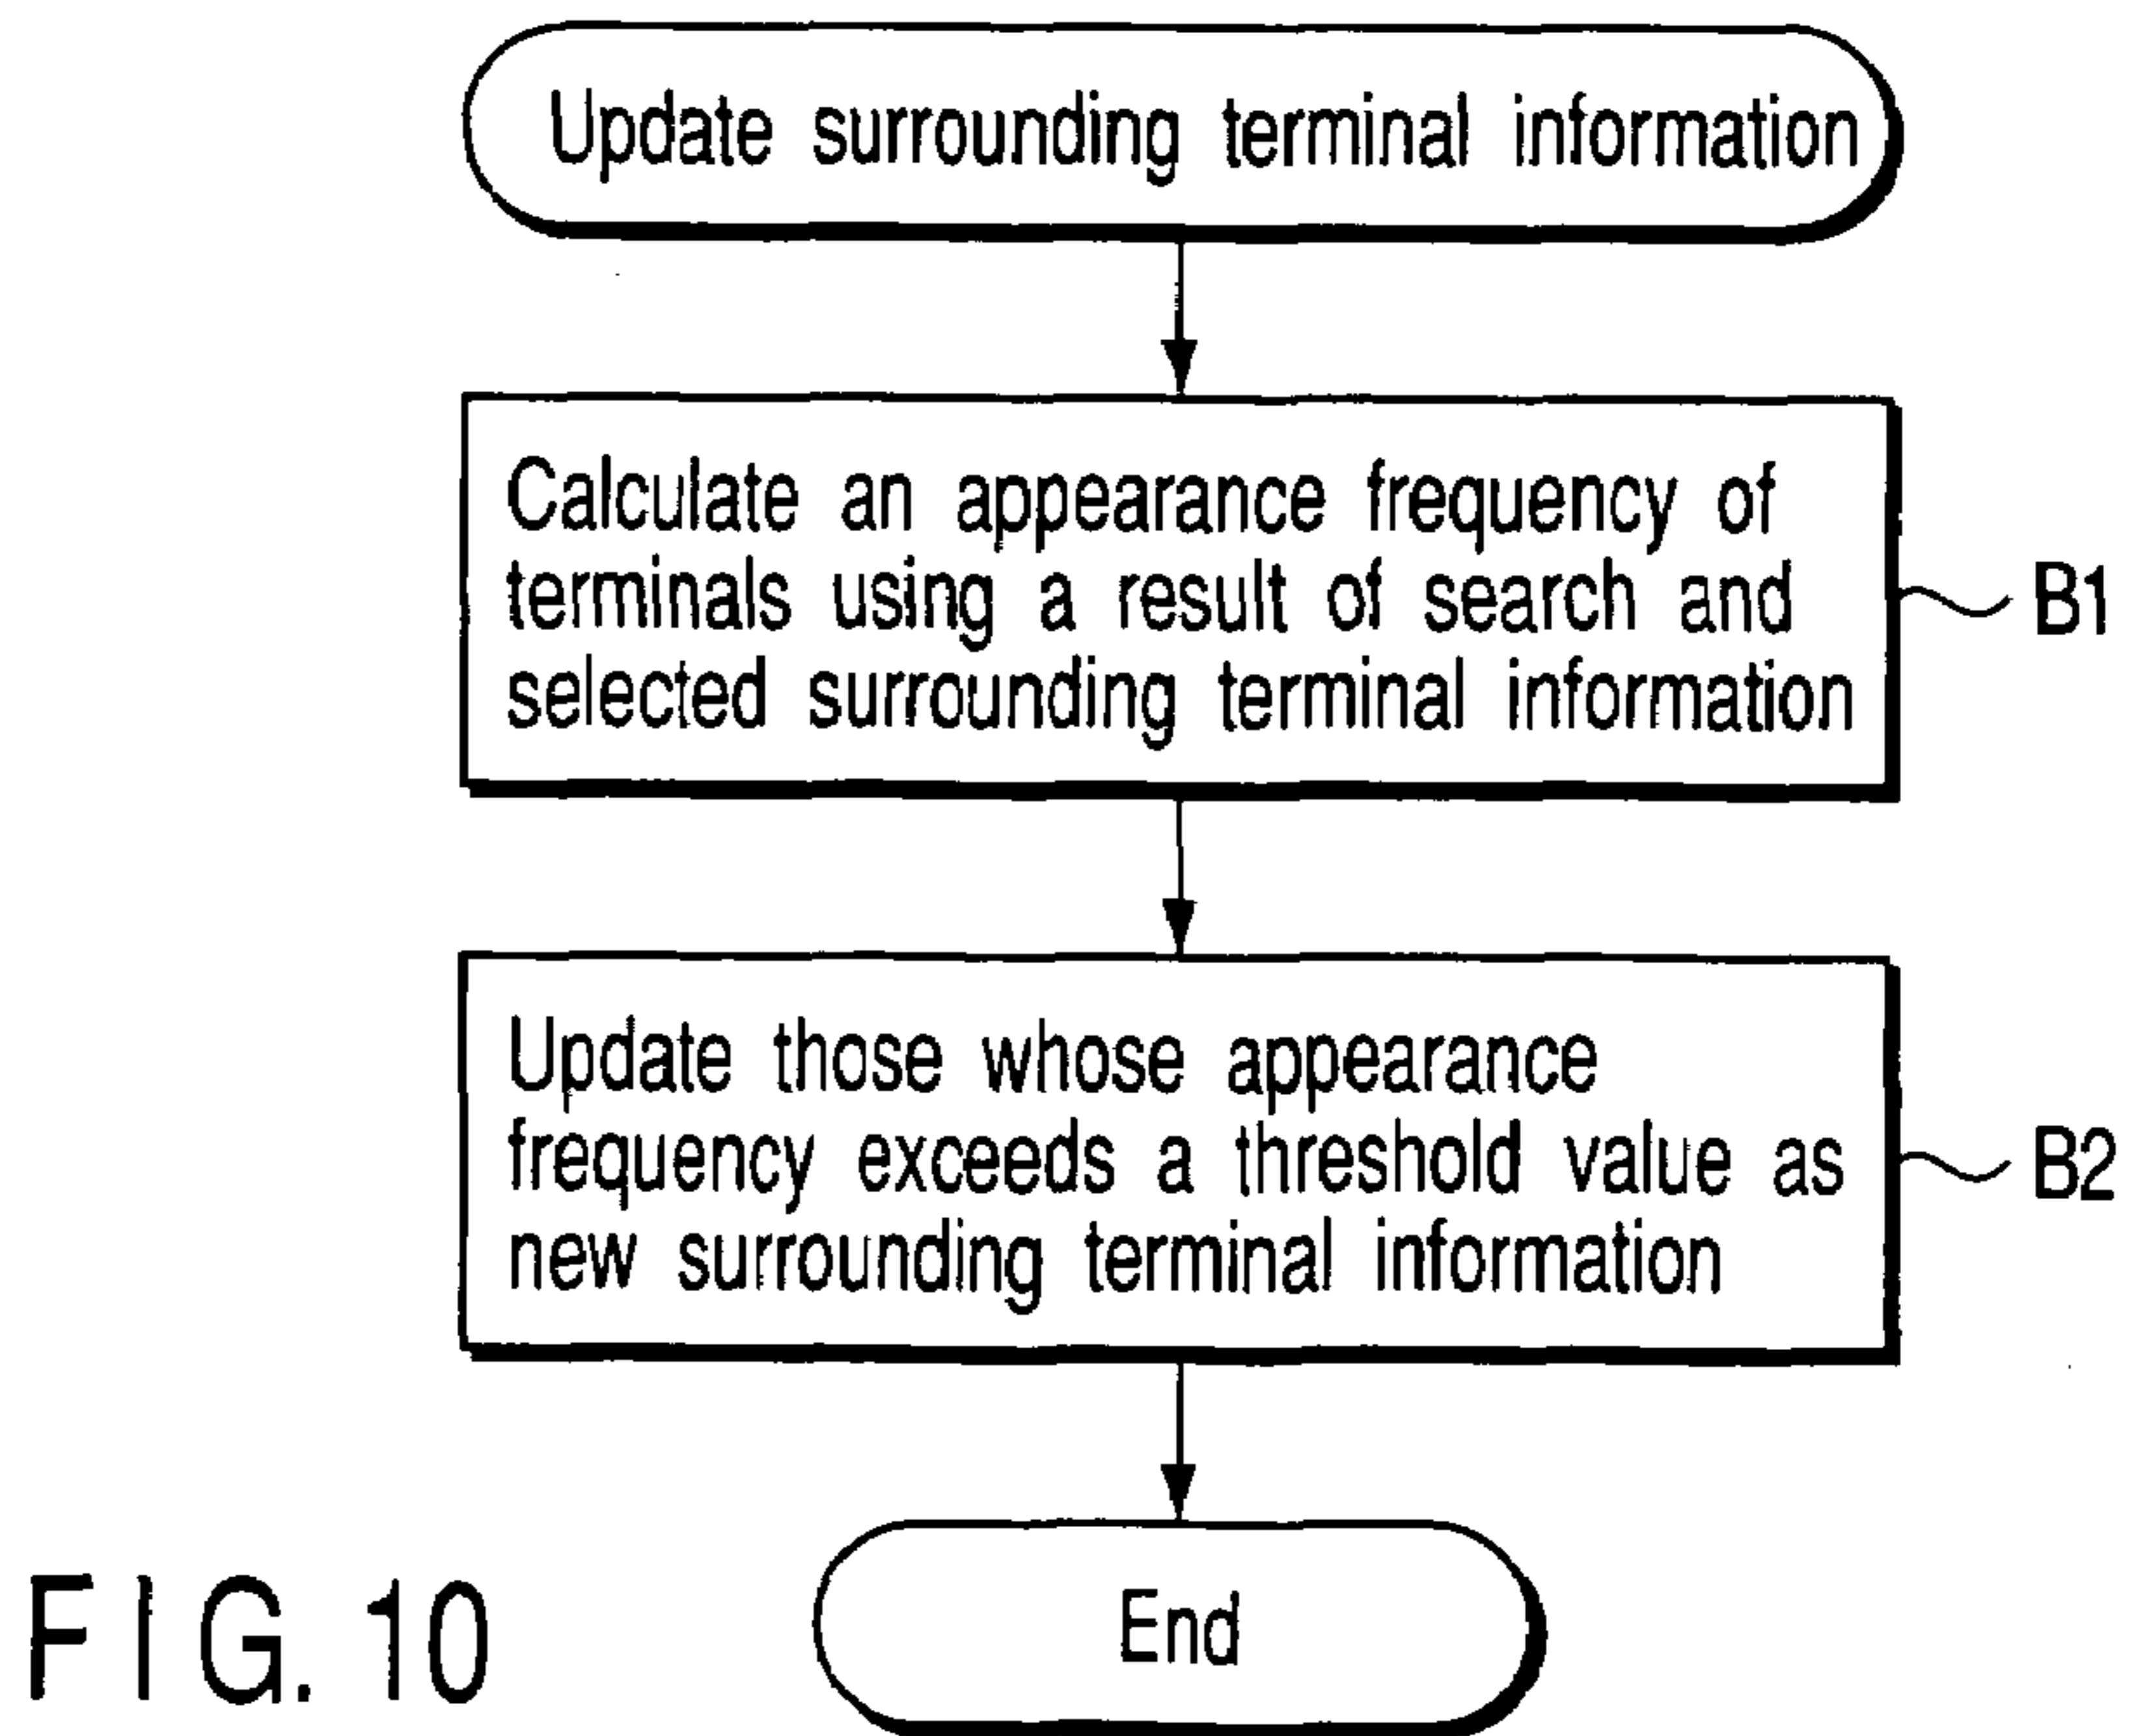 Update surrounding terminal information
Calculate an appearance frequency of
terminals using a result of search and
selected surrounding terminal information
B1
Update those whose appearance
frequency exceeds a threshold value as
new surrounding terminal information
B2
End
FIG. 10